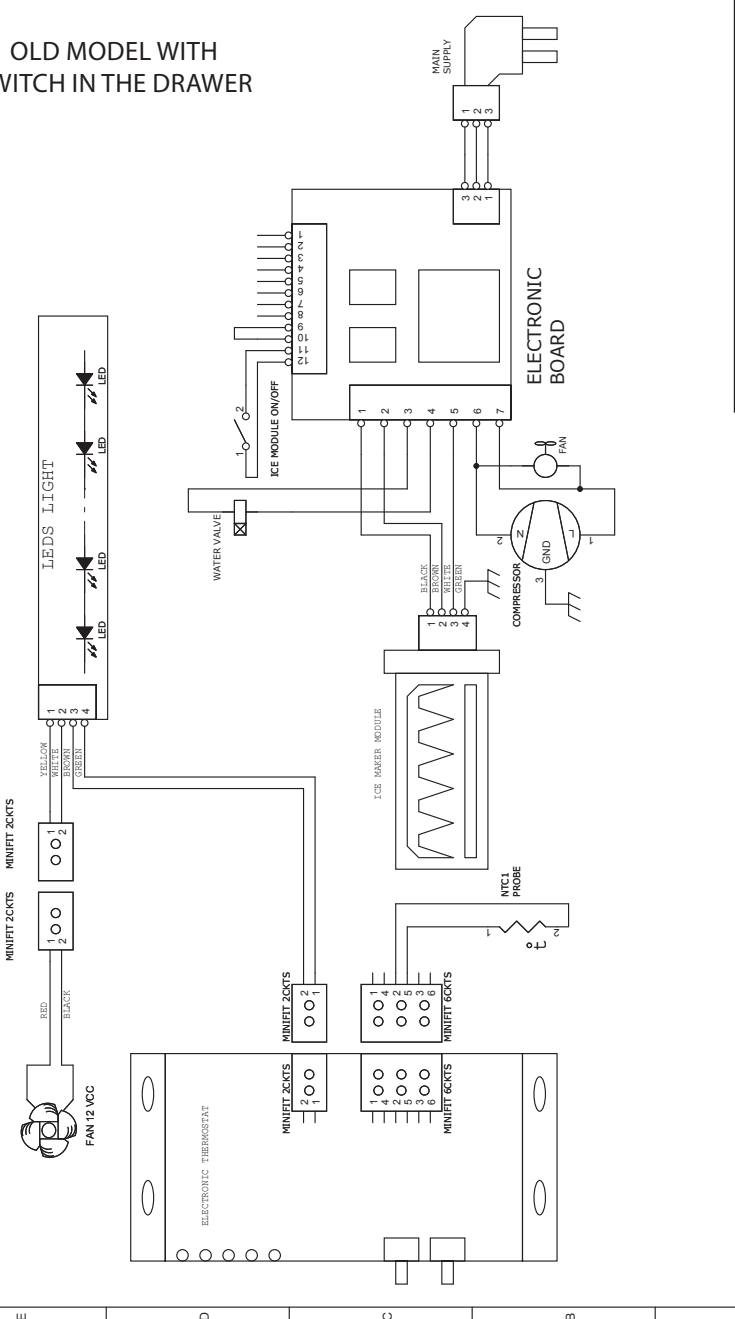 OLD MODEL WITH
WITCH IN THE DRAWER
MAIN
SUPPLY
1
2
3
3
2
1
1
2
3
4
5
6
7
8
9
10
11
12
ELECTRONIC
BOARD
1
2
ICE MODULE ON/OFF
LEDS LIGHT
LED
LED
LED
LED
1
2
3
4
YELLOW
WHITE
BROWN
GREEN
MINIFIT 2CKTS
1
2
MINIFIT 2CKTS
1
2
RED
BLACK
FAN 12 VCC
WATER VALVE
1
2
3
4
5
6
7
FAN
N
L
GND
1
2
3
COMPRESSOR
BLACK
BROWN
WHITE
GREEN
1
2
3
4
ICE MAKER MODULE
NTC1
PROBE
1
2
°t
MINIFIT 2CKTS
2
1
MINIFIT 6CKTS
1
4
2
5
3
6
MINIFIT 2CKTS
2
1
MINIFIT 6CKTS
1
4
2
5
3
6
ELECTRONIC THERMOSTAT
E
D
C
B